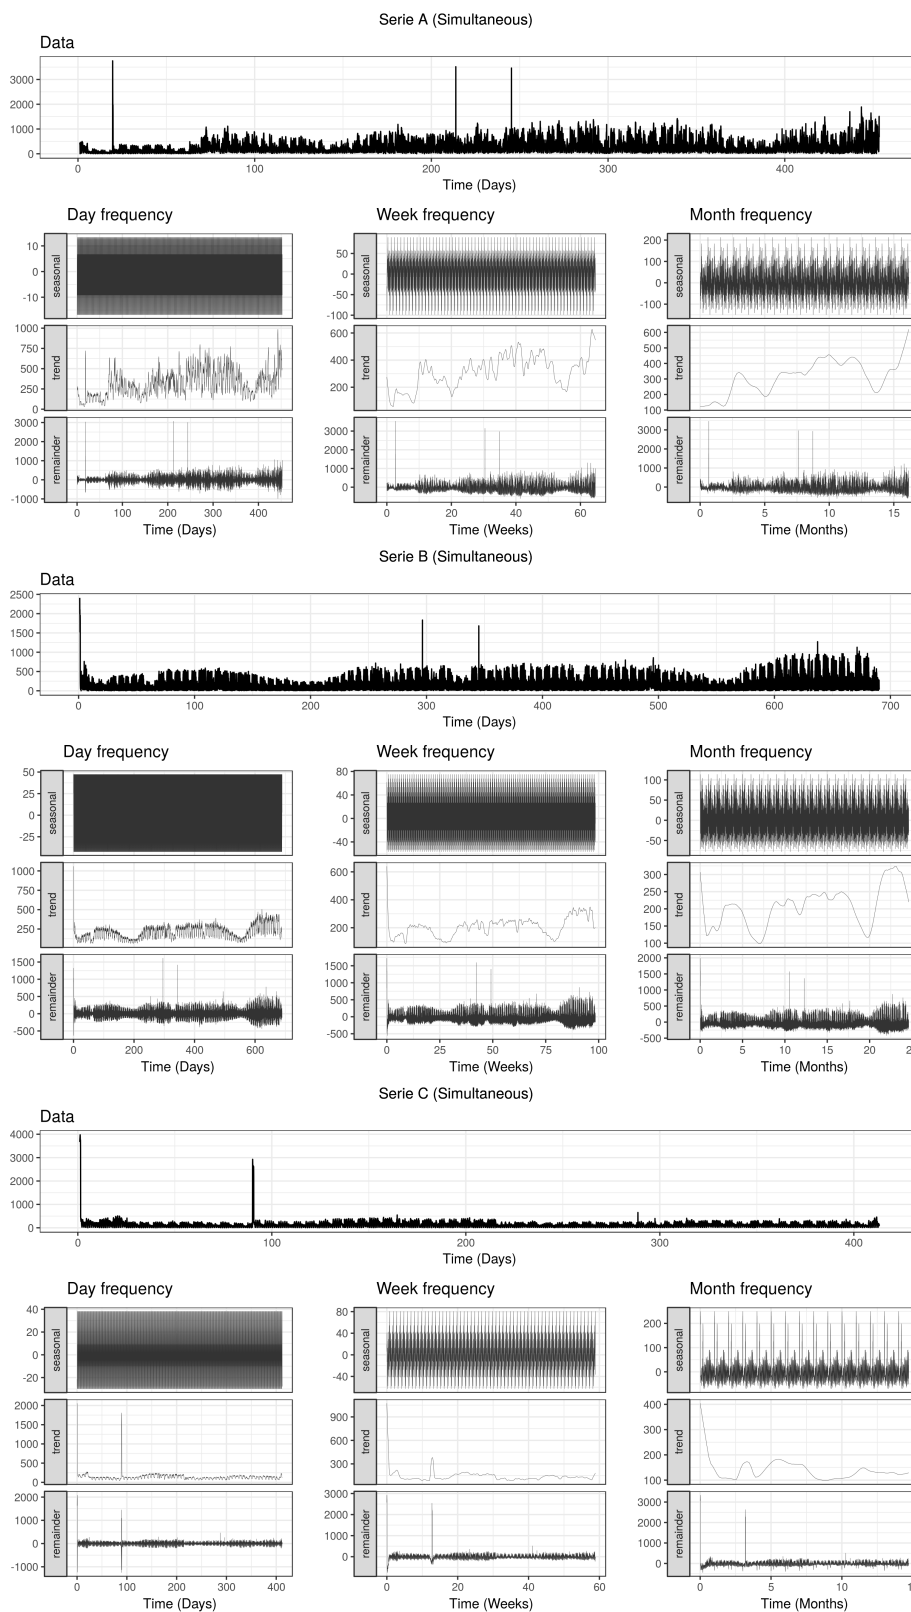 Serie A (Simultaneous)
Data
3000
2000
1000
0
0 100 200 300 400
Time (Days)
Day frequency Week frequency Month frequency
seasonal seasonal seasonal
10 0 -10
50 0 -50 -100
200 100 0 -100
trend trend trend
1000 750 500 250 0
600 400 200
600 500 400 300 200 100
remainder remainder remainder
3000 2000 1000 0 -1000
3000 2000 1000 0
3000 2000 1000 0
0 100 200 300 400 0 20 40 60 0 5 10 15
Time (Days) Time (Weeks) Time (Months)
Serie B (Simultaneous)
Data
2500
2000
1500
1000
500
0
0 100 200 300 400 500 600 700
Time (Days)
Day frequency Week frequency Month frequency
seasonal seasonal seasonal
50 25 0 -25
80 40 0 -40
100 50 0 -50
trend trend trend
1000 750 500 250
600 400 200
300 250 200 150 100
remainder remainder remainder
1500 1000 500 0 -500
1500 1000 500 0 -500
2000 1500 1000 500 0 -500
0 200 400 600 0 25 50 75 100 0 5 10 15 20
Time (Days) Time (Weeks) Time (Months)
Serie C (Simultaneous)
Data
4000
3000
2000
1000
0
0 100 200 300 400
Time (Days)
Day frequency Week frequency Month frequency
seasonal seasonal seasonal
40 20 0 -20
80 40 0 -40
200 100 0
trend trend trend
2000 1500 1000 500 0
900 600 300
400 300 200 100
remainder remainder remainder
2000 1000 0 -1000
3000 2000 1000 0
3000 2000 1000 0
0 100 200 300 400 0 20 40 60 0 5 10
Time (Days) Time (Weeks) Time (Months)